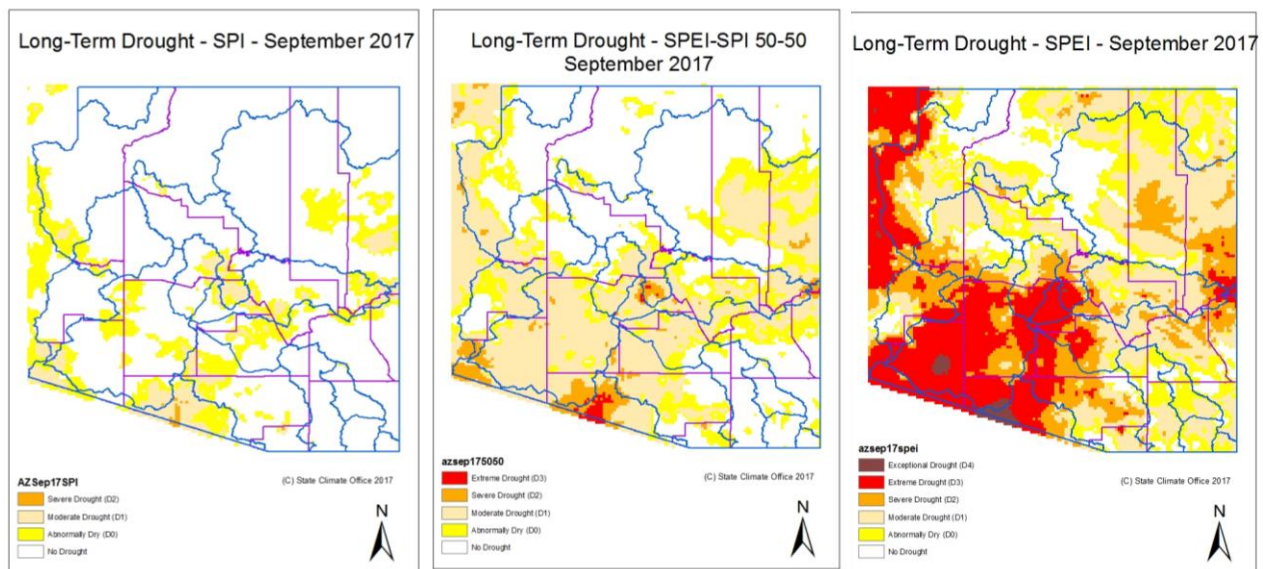 Long-Term Drought - SPI - September 2017
AZSep17SPI
Severe Drought (D2)
Moderate Drought (D1)
Abnormally Dry (D0)
No Drought
(C) State Climate Office 2017
N
Long-Term Drought - SPEI-SPI 50-50
September 2017
azsep175050
Extreme Drought (D3)
Severe Drought (D2)
Moderate Drought (D1)
Abnormally Dry (D0)
No Drought
(C) State Climate Office 2017
N
Long-Term Drought - SPEI - September 2017
azsep17spei
Exceptional Drought (D4)
Extreme Drought (D3)
Severe Drought (D2)
Moderate Drought (D1)
Abnormally Dry (D0)
No Drought
(C) State Climate Office 2017
N